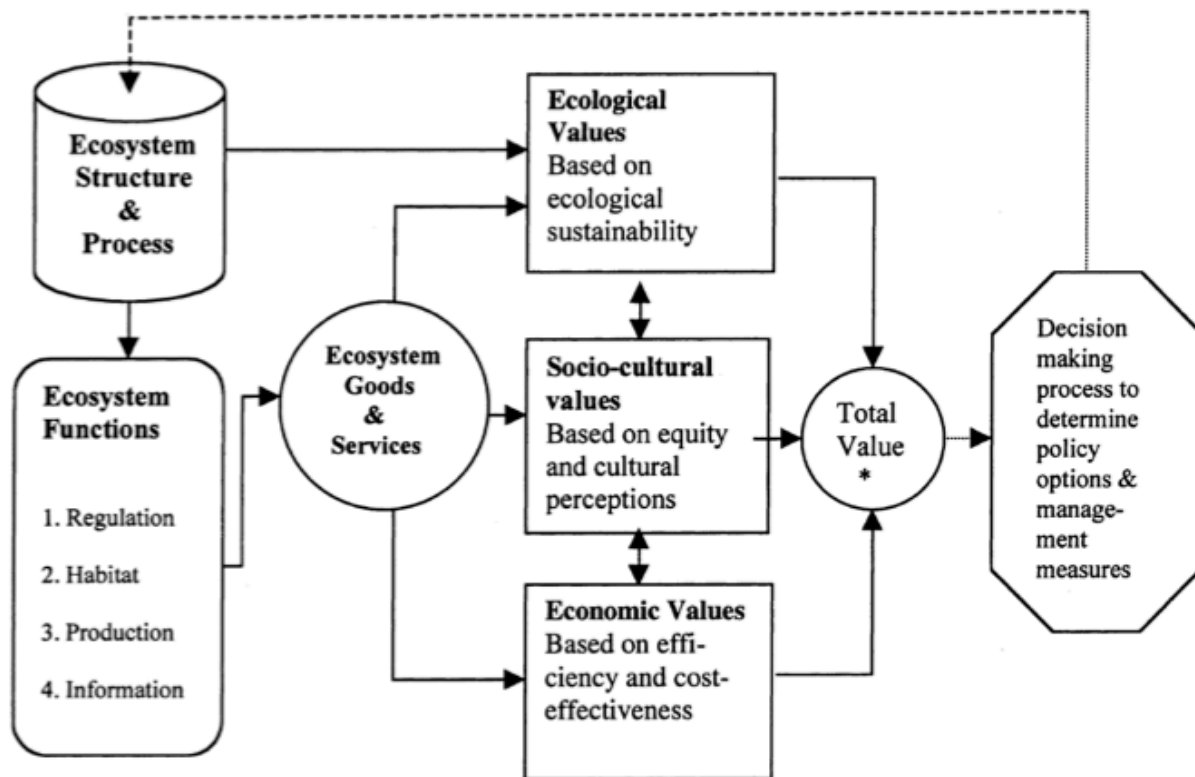 Ecosystem
Structure
&
Process
Ecosystem
Functions
1. Regulation
2. Habitat
3. Production
4. Information
Ecosystem
Goods
&
Services
Ecological
Values
Based on
ecological
sustainability
Socio-cultural
values
Based on equity
and cultural
perceptions
Economic Values
Based on effi-
ciency and cost-
effectiveness
Total
Value
*
Decision
making
process to
determine
policy
options &
manage-
ment
measures